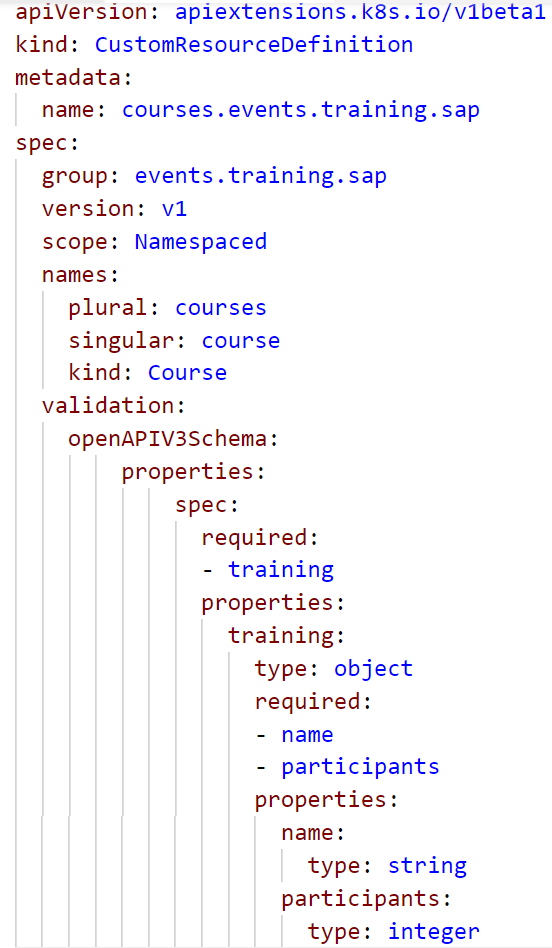 apiVersion: apiextensions.k8s.io/v1beta1
kind: CustomResourceDefinition
metadata:
  name: courses.events.training.sap
spec:
  group: events.training.sap
  version: v1
  scope: Namespaced
  names:
    plural: courses
    singular: course
    kind: Course
  validation:
    openAPIV3Schema:
        properties:
            spec:
              required:
              - training
              properties:
                training:
                  type: object
                  required:
                  - name
                  - participants
                  properties:
                    name:
                      type: string
                    participants:
                      type: integer